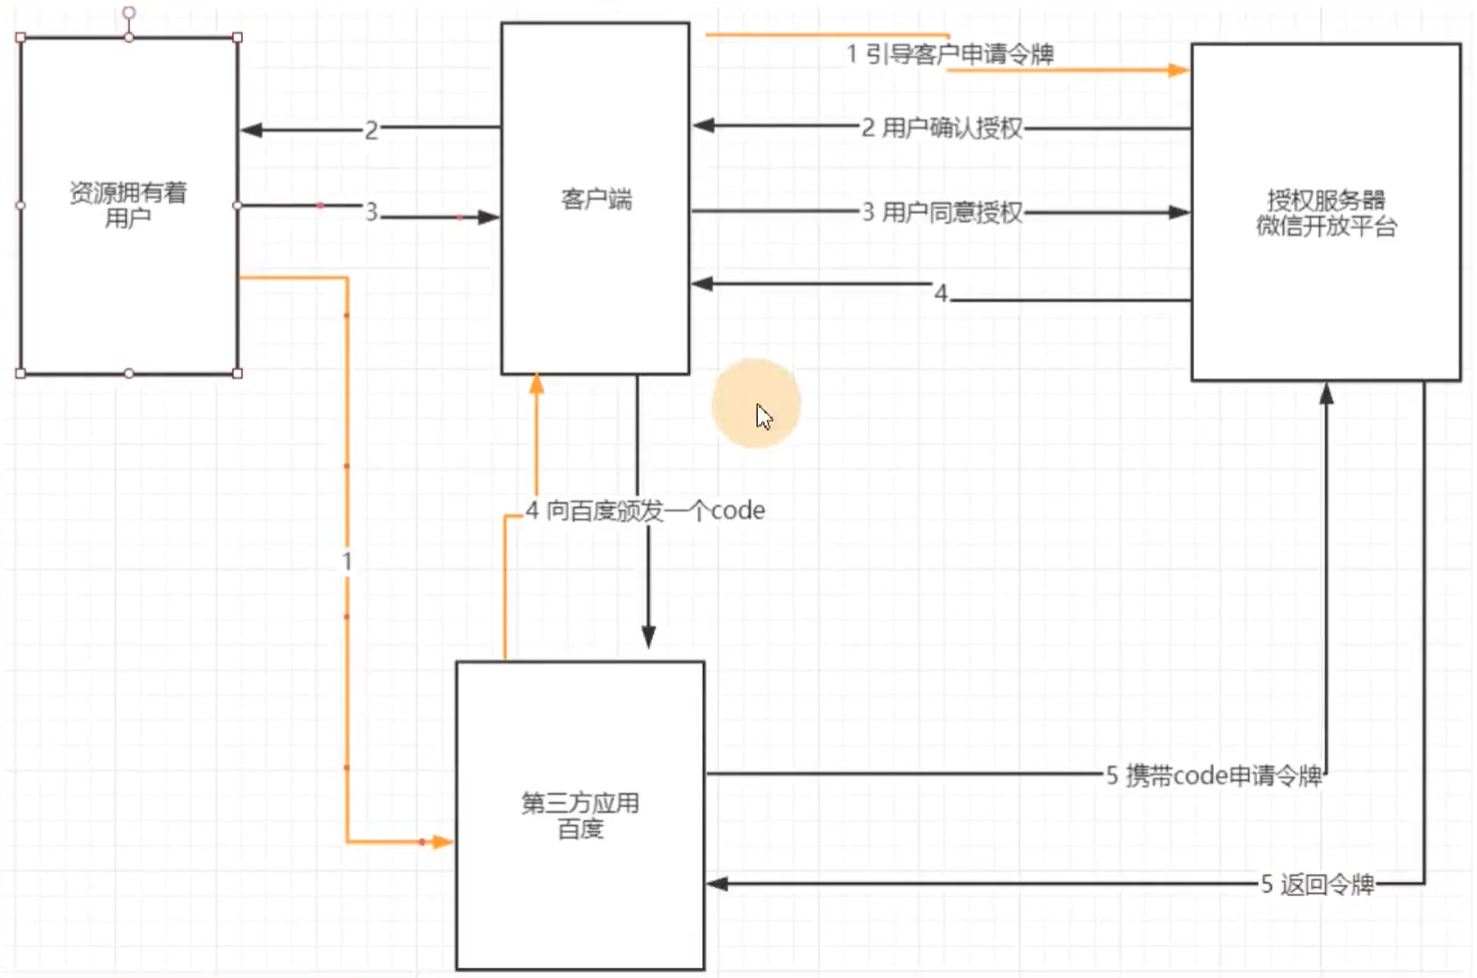 1 引导客户申请令牌
2
2 用户确认授权
资源拥有着
用户
3
客户端
3 用户同意授权
授权服务器
微信开放平台
4
4 向百度颁发一个code
1
5 携带code申请令牌
第三方应用
百度
5 返回令牌